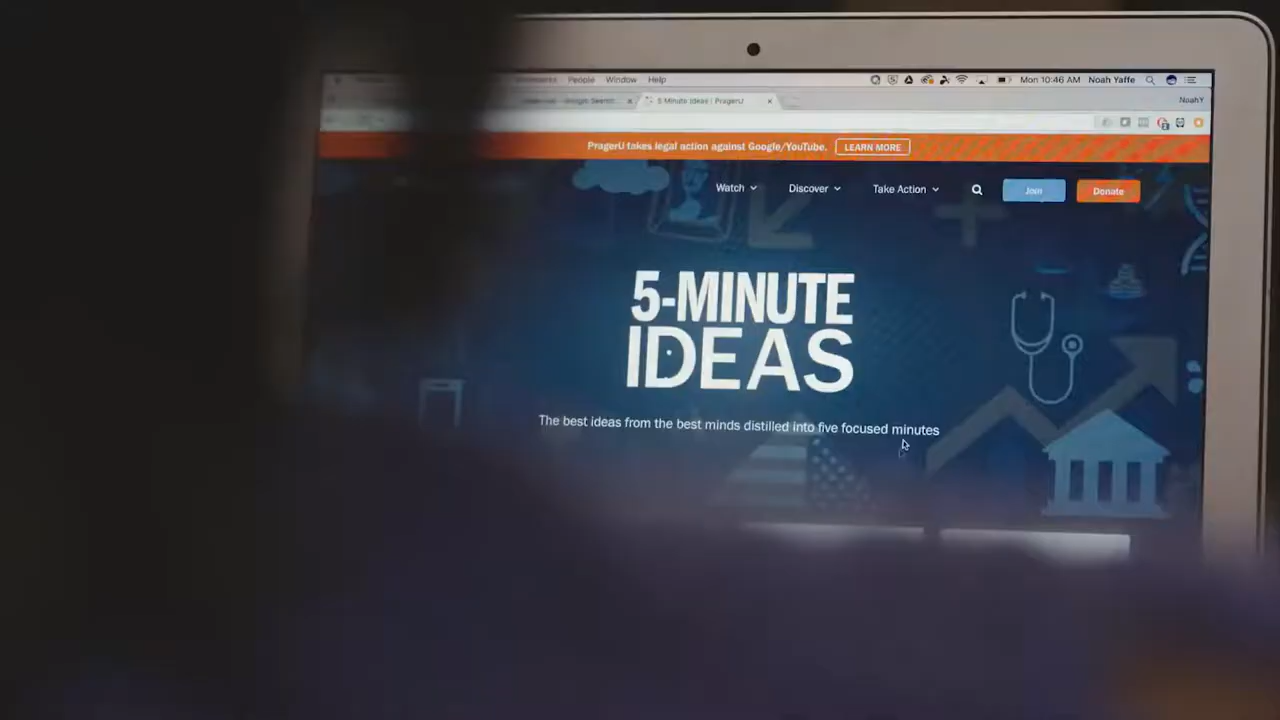 People Window Help Mon 10:46 AM Noah Yaffe
5 Minute Ideas | PragerU NoahY
PragerU takes legal action against Google/YouTube. LEARN MORE
Watch Discover Take Action Join Donate
5-MINUTE
IDEAS
The best ideas from the best minds distilled into five focused minutes